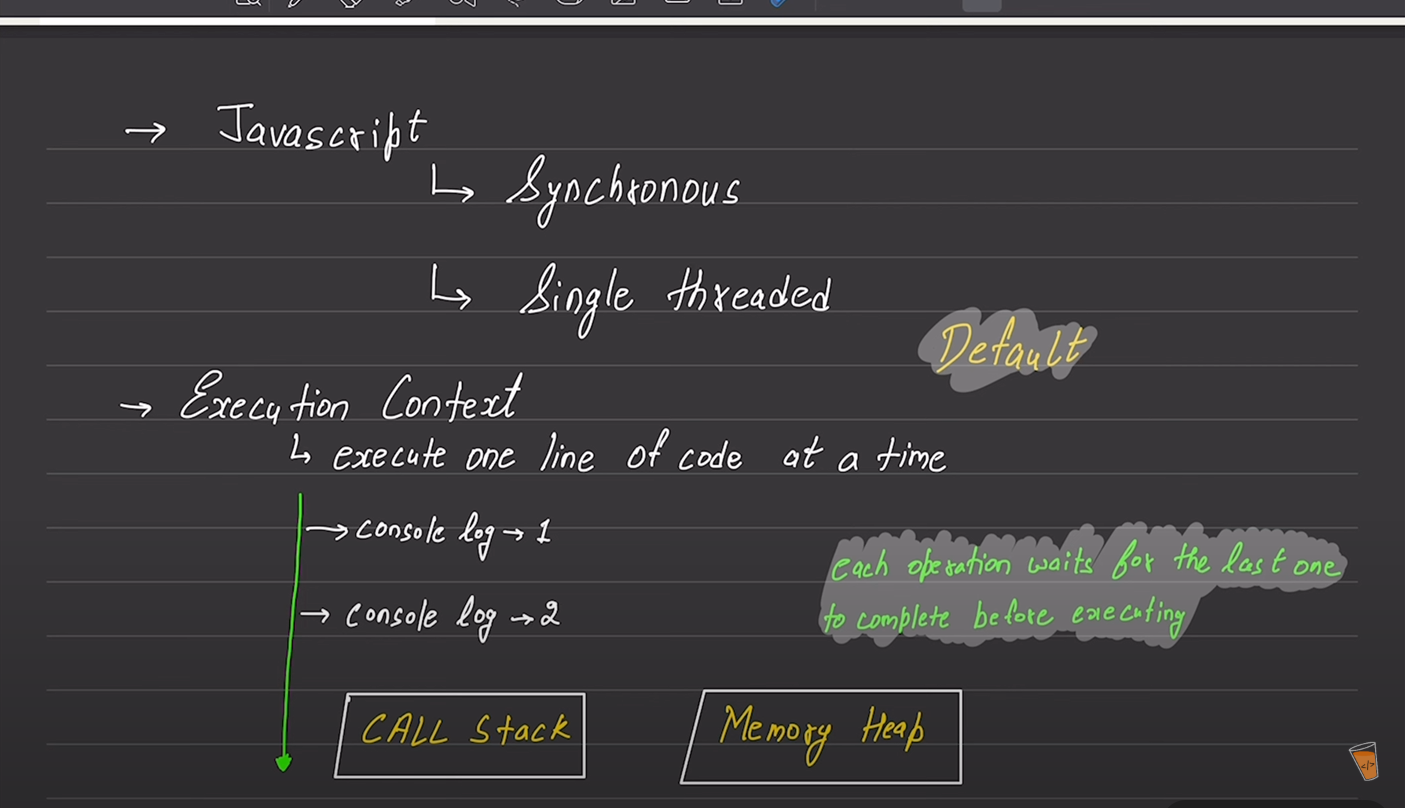 → Javascript
↳ Synchronous
↳ Single threaded
Default
→ Execution Context
↳ execute one line of code at a time
→ console log → 1
each operation waits for the last one
to complete before executing
→ console log → 2
CALL Stack
Memory Heap
</>